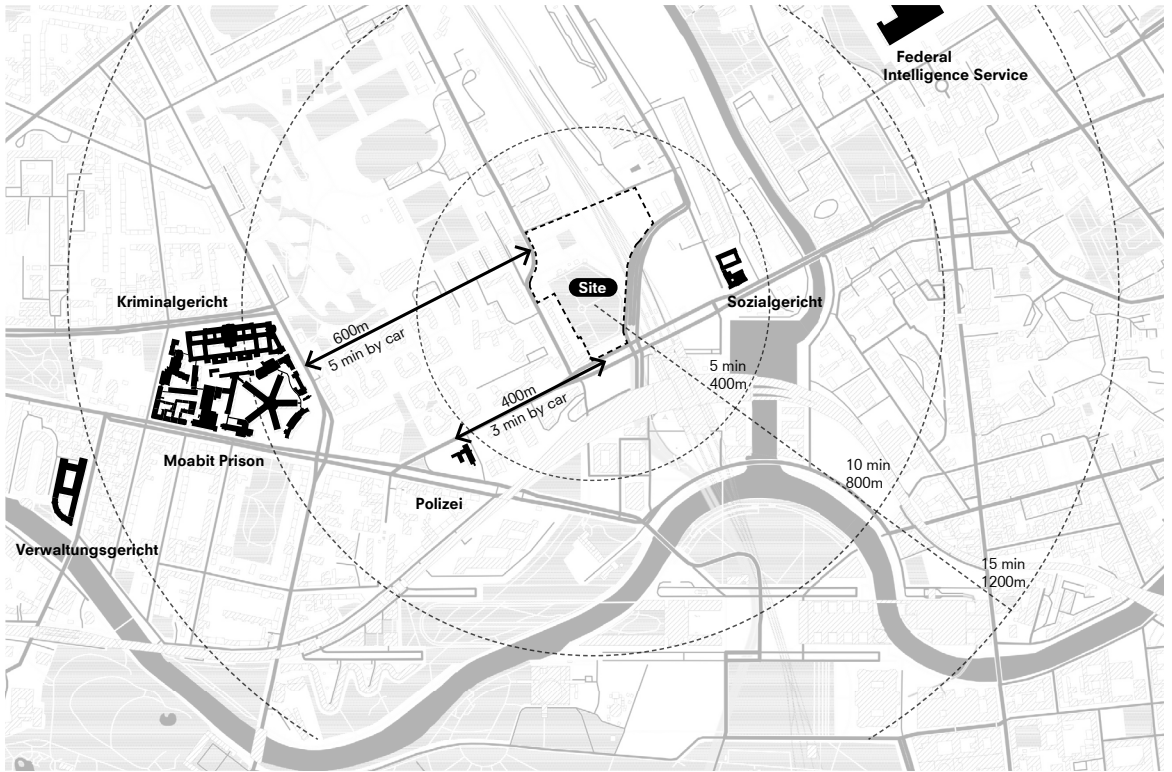 Federal
Intelligence Service
Site
Kriminalgericht
Sozialgericht
600m
5 min by car
5 min
400m
400m
3 min by car
Moabit Prison
10 min
800m
Polizei
Verwaltungsgericht
15 min
1200m